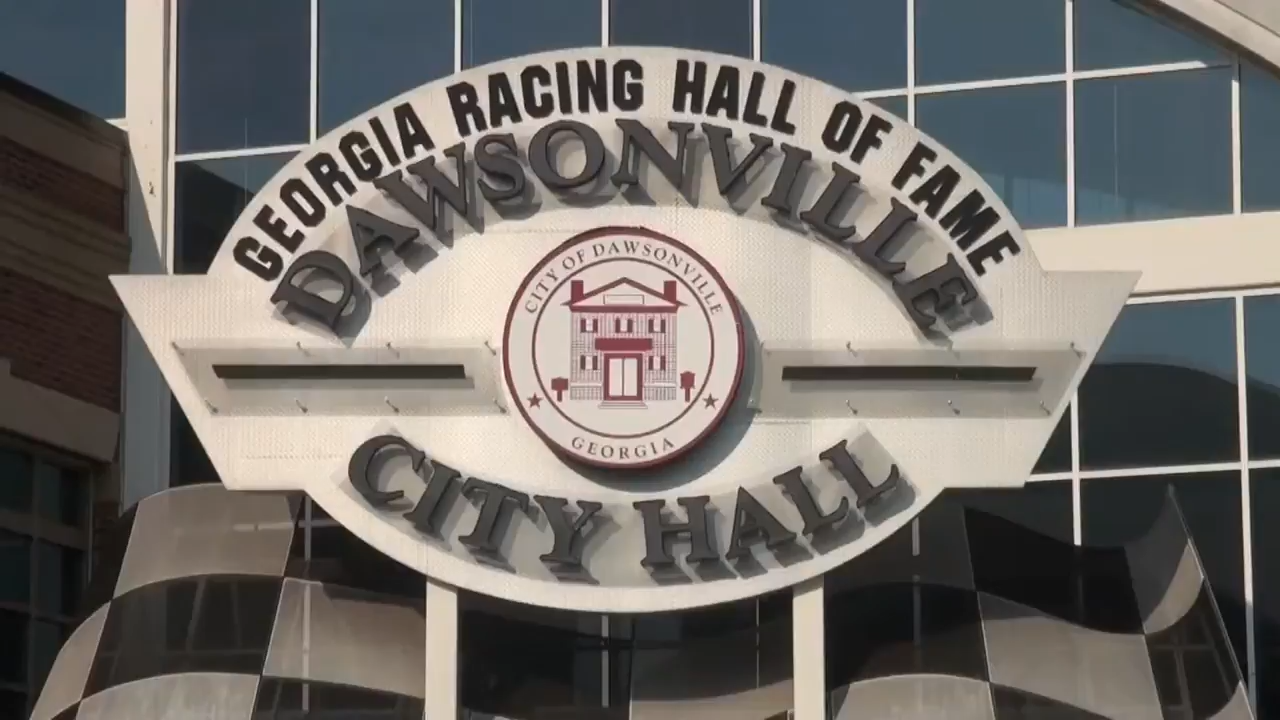 GEORGIA RACING HALL OF FAME
DAWSONVILLE
CITY OF DAWSONVILLE
GEORGIA
CITY HALL